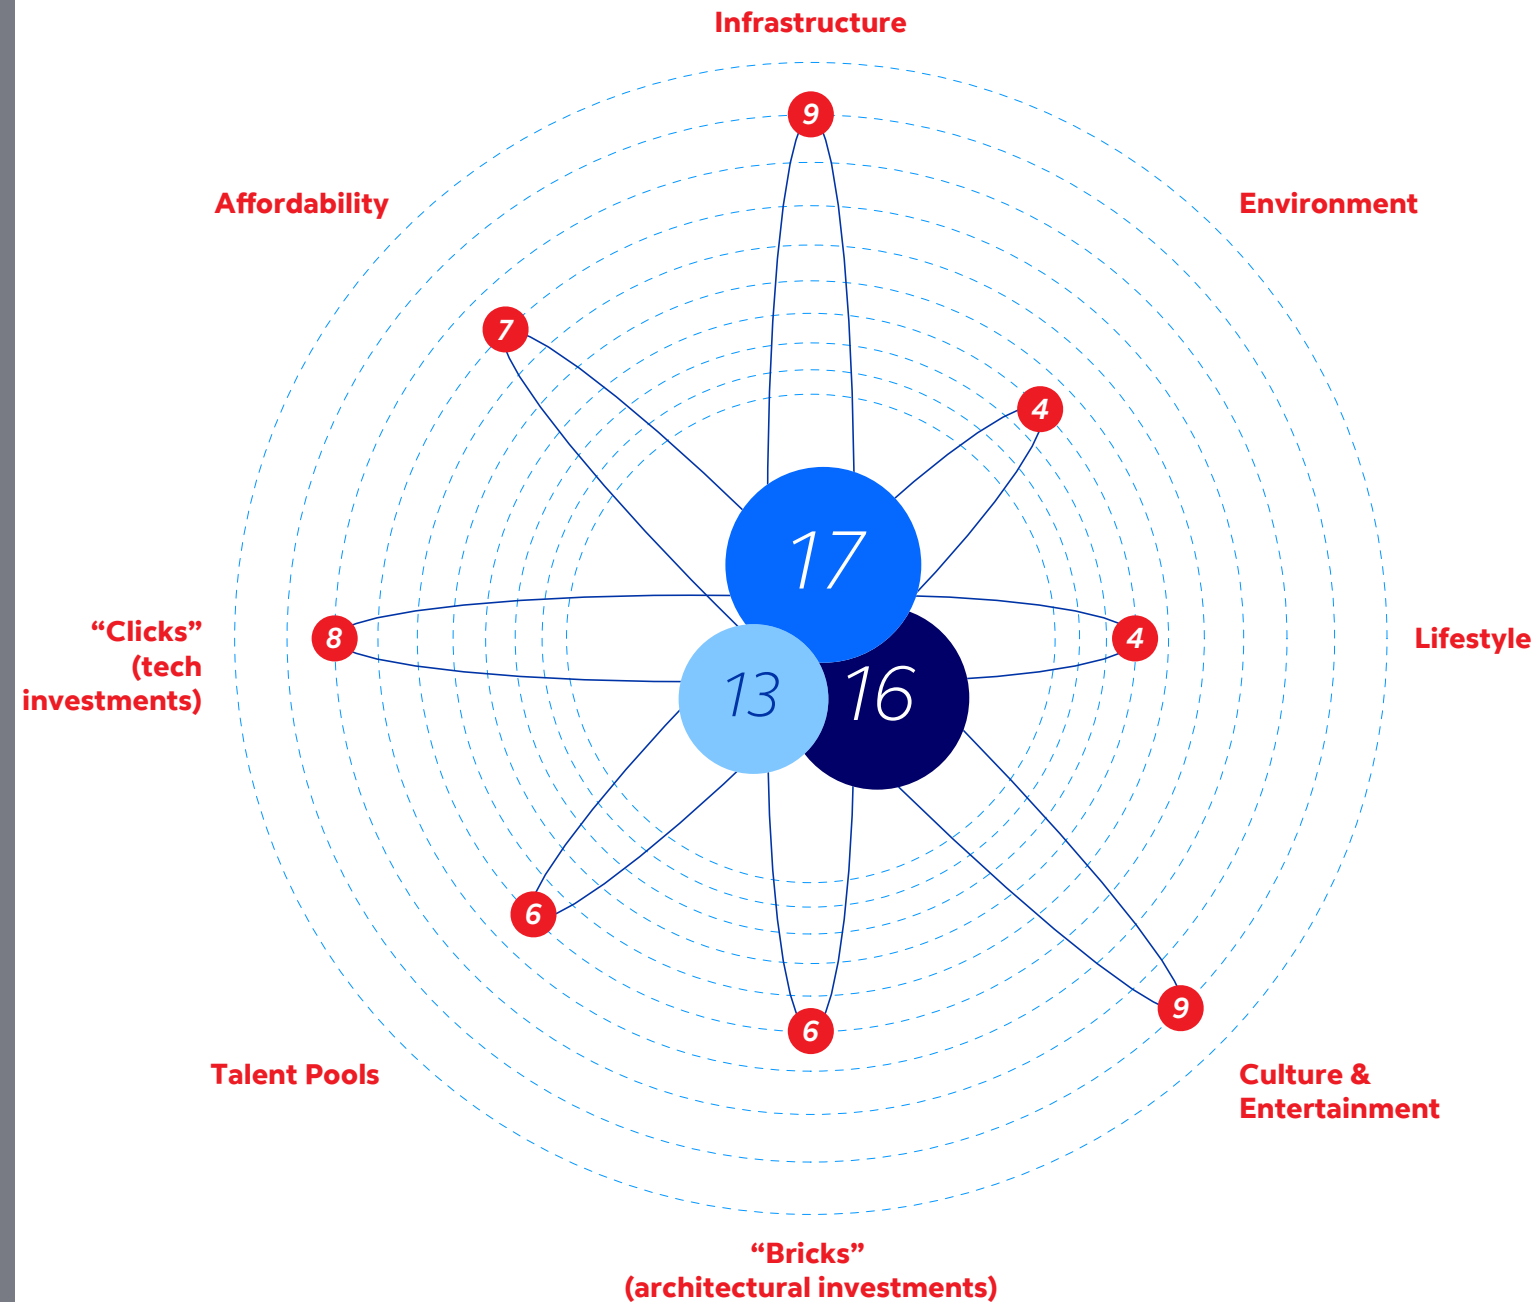 Infrastructure
9
Affordability
Environment
7
4
17
“Clicks”
(tech
investments)
8
4
Lifestyle
13
16
6
9
6
Talent Pools
Culture &
Entertainment
“Bricks”
(architectural investments)